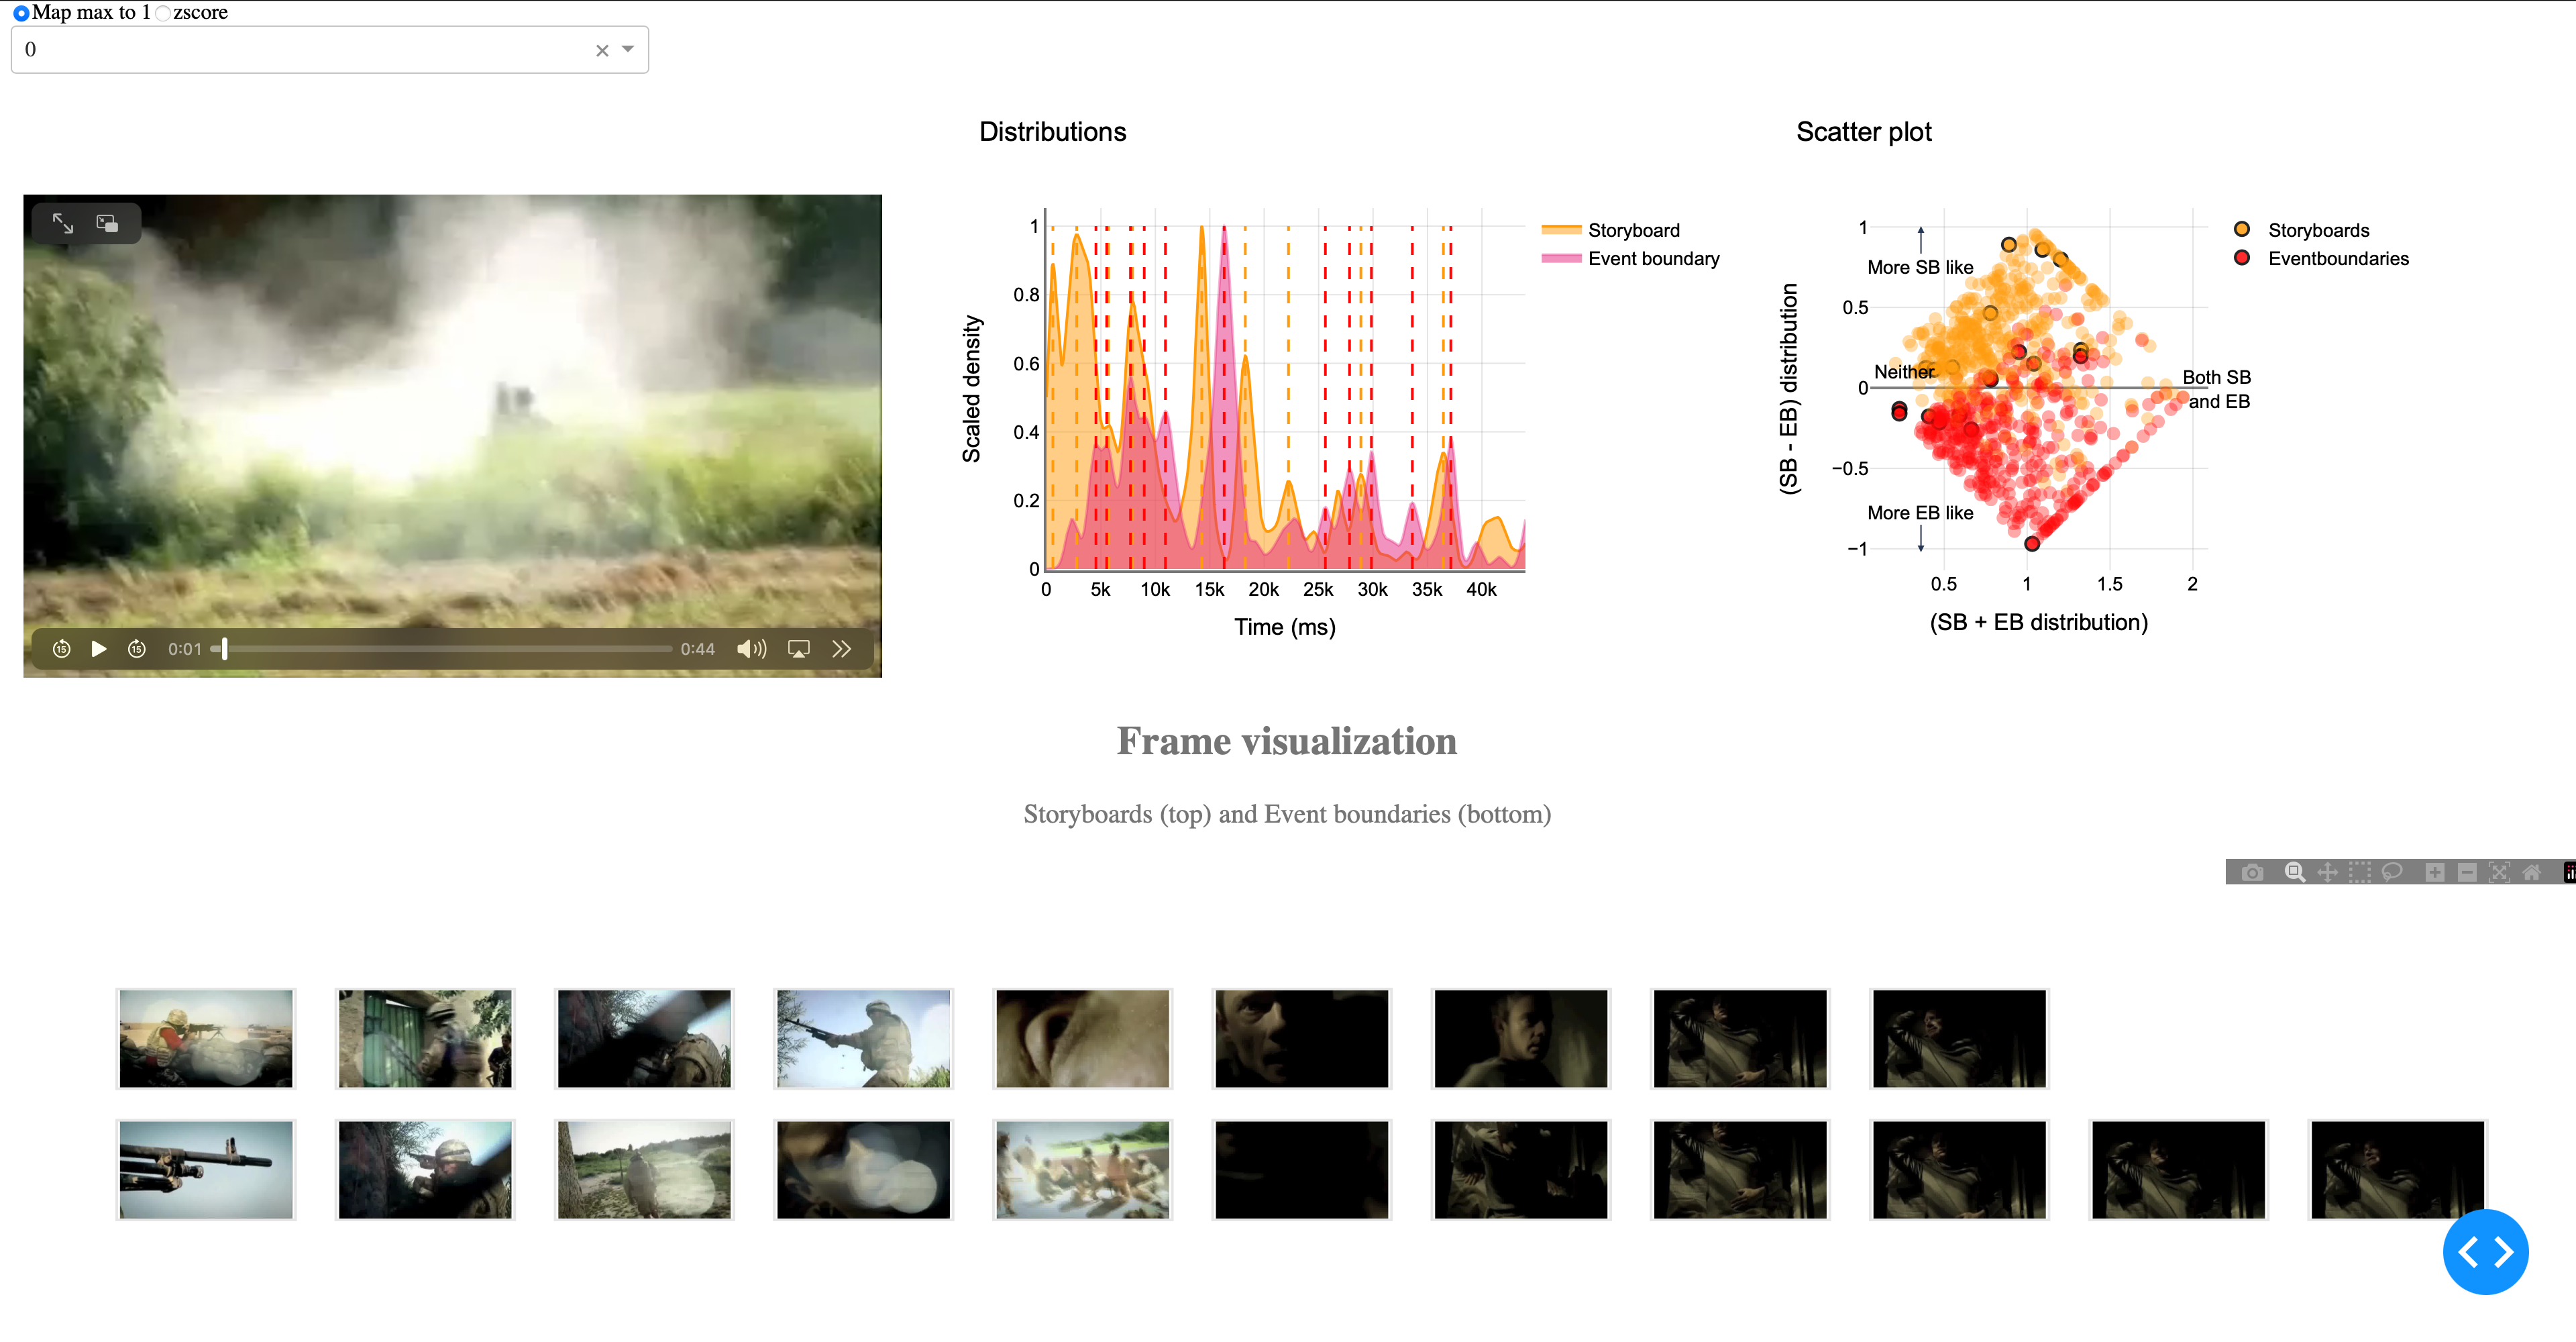 Map max to 1 zscore
0
Distributions
Scatter plot
15 15 0:01 0:44
Scaled density
1
0.8
0.6
0.4
0.2
0
0 5k 10k 15k 20k 25k 30k 35k 40k
Time (ms)
Storyboard
Event boundary
(SB - EB) distribution
1
0.5
0
−0.5
−1
More SB like
Neither
Both SB
and EB
More EB like
0.5 1 1.5 2
(SB + EB distribution)
Storyboards
Eventboundaries
Frame visualization
Storyboards (top) and Event boundaries (bottom)